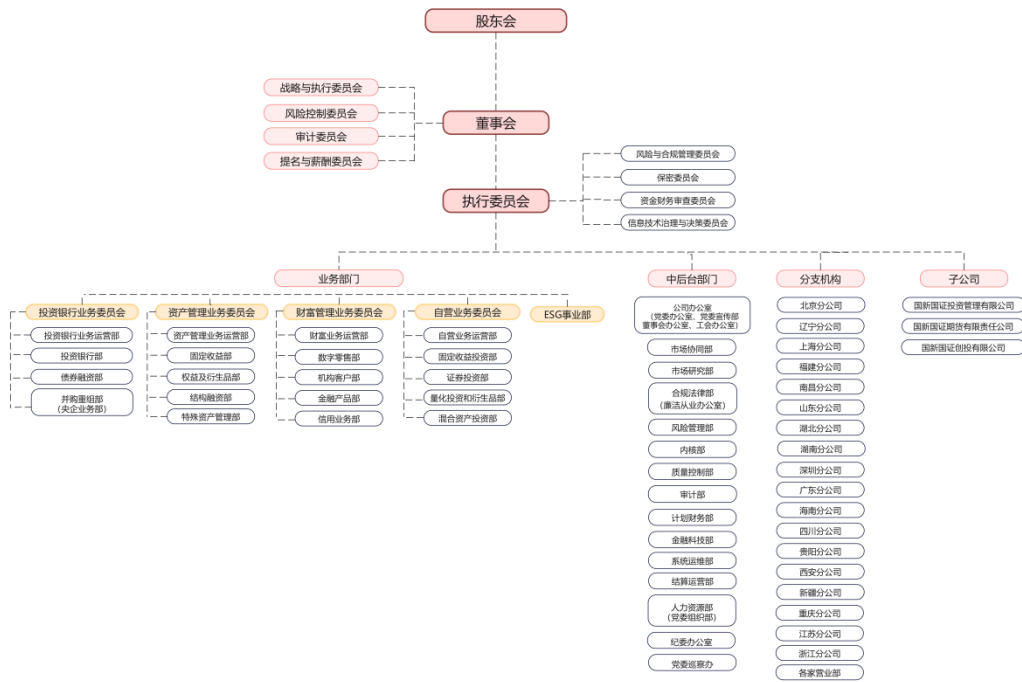 股东会
战略与执行委员会
风险控制委员会
审计委员会
提名与薪酬委员会
董事会
执行委员会
风险与合规管理委员会
保密委员会
资金财务审查委员会
信息技术治理与决策委员会
业务部门
投资银行业务委员会
投资银行业务运营部
投资银行部
债券融资部
并购重组部
(央企业务部)
资产管理业务委员会
资产管理业务运营部
固定收益部
权益及衍生品部
结构融资部
特殊资产管理部
财富管理业务委员会
财富业务运营部
数字零售部
机构客户部
金融产品部
信用业务部
自营业务委员会
自营业务运营部
固定收益投资部
证券投资部
量化投资和衍生品部
混合资产投资部
ESG事业部
中后台部门
公司办公室
(党委办公室、党委宣传部
董事会办公室、工会办公室)
市场协同部
市场研究部
合规法律部
(廉洁从业办公室)
风险管理部
内核部
质量控制部
审计部
计划财务部
金融科技部
系统运维部
结算运营部
人力资源部
(党委组织部)
纪委办公室
党委巡察办
分支机构
北京分公司
辽宁分公司
上海分公司
福建分公司
南昌分公司
山东分公司
湖北分公司
湖南分公司
深圳分公司
广东分公司
海南分公司
四川分公司
贵阳分公司
西安分公司
新疆分公司
重庆分公司
江苏分公司
浙江分公司
各家营业部
子公司
国新国证投资管理有限公司
国新国证期货有限责任公司
国新国证创投有限公司